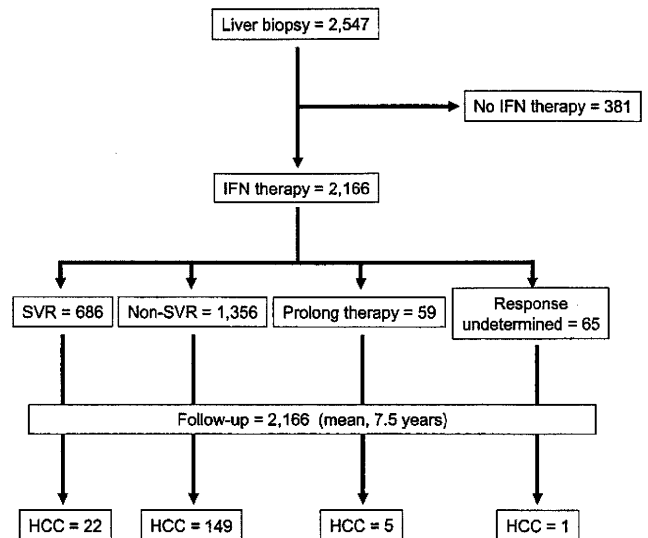 Liver biopsy = 2,547
No IFN therapy = 381
IFN therapy = 2,166
SVR = 686
Non-SVR = 1,356
Prolong therapy = 59
Response
undetermined = 65
Follow-up = 2,166 (mean, 7.5 years)
HCC = 22
HCC = 149
HCC = 5
HCC = 1